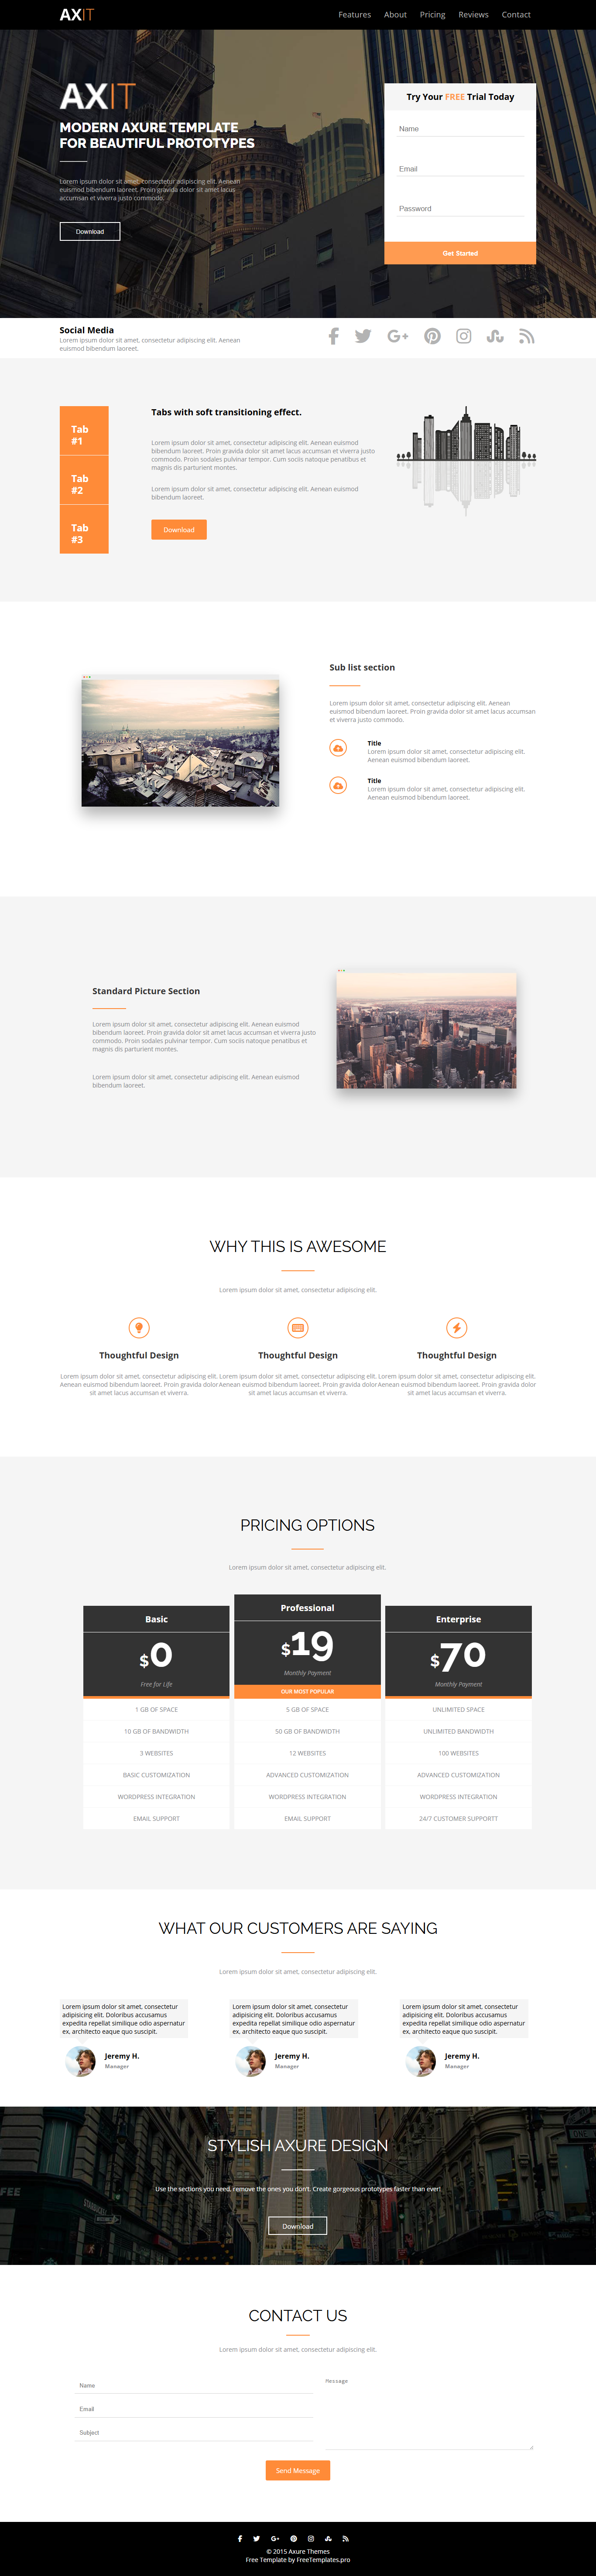 AXIT
Features About Pricing Reviews Contact
AXIT
MODERN AXURE TEMPLATE
FOR BEAUTIFUL PROTOTYPES
Lorem ipsum dolor sit amet, consectetur adipiscing elit. Aenean
euismod bibendum laoreet. Proin gravida dolor sit amet lacus
accumsan et viverra justo commodo.
Download
Try Your FREE Trial Today
Name
Email
Password
Get Started
Social Media
Lorem ipsum dolor sit amet, consectetur adipiscing elit. Aenean
euismod bibendum laoreet.
Tab
#1
Tab
#2
Tab
#3
Tabs with soft transitioning effect.
Lorem ipsum dolor sit amet, consectetur adipiscing elit. Aenean euismod
bibendum laoreet. Proin gravida dolor sit amet lacus accumsan et viverra justo
commodo. Proin sodales pulvinar tempor. Cum sociis natoque penatibus et
magnis dis parturient montes.
Lorem ipsum dolor sit amet, consectetur adipiscing elit. Aenean euismod
bibendum laoreet.
Download
Sub list section
Lorem ipsum dolor sit amet, consectetur adipiscing elit. Aenean
euismod bibendum laoreet. Proin gravida dolor sit amet lacus accumsan
et viverra justo commodo.
Title
Lorem ipsum dolor sit amet, consectetur adipiscing elit.
Aenean euismod bibendum laoreet.
Title
Lorem ipsum dolor sit amet, consectetur adipiscing elit.
Aenean euismod bibendum laoreet.
Standard Picture Section
Lorem ipsum dolor sit amet, consectetur adipiscing elit. Aenean euismod
bibendum laoreet. Proin gravida dolor sit amet lacus accumsan et viverra justo
commodo. Proin sodales pulvinar tempor. Cum sociis natoque penatibus et
magnis dis parturient montes.
Lorem ipsum dolor sit amet, consectetur adipiscing elit. Aenean euismod
bibendum laoreet.
WHY THIS IS AWESOME
Lorem ipsum dolor sit amet, consectetur adipiscing elit.
Thoughtful Design
Lorem ipsum dolor sit amet, consectetur adipiscing elit.
Aenean euismod bibendum laoreet. Proin gravida dolor
sit amet lacus accumsan et viverra.
Thoughtful Design
Lorem ipsum dolor sit amet, consectetur adipiscing elit.
Aenean euismod bibendum laoreet. Proin gravida dolor
sit amet lacus accumsan et viverra.
Thoughtful Design
Lorem ipsum dolor sit amet, consectetur adipiscing elit.
Aenean euismod bibendum laoreet. Proin gravida dolor
sit amet lacus accumsan et viverra.
PRICING OPTIONS
Lorem ipsum dolor sit amet, consectetur adipiscing elit.
Basic
$0
Free for Life
1 GB OF SPACE
10 GB OF BANDWIDTH
3 WEBSITES
BASIC CUSTOMIZATION
WORDPRESS INTEGRATION
EMAIL SUPPORT
Professional
$19
Monthly Payment
OUR MOST POPULAR
5 GB OF SPACE
50 GB OF BANDWIDTH
12 WEBSITES
ADVANCED CUSTOMIZATION
WORDPRESS INTEGRATION
EMAIL SUPPORT
Enterprise
$70
Monthly Payment
UNLIMITED SPACE
UNLIMITED BANDWIDTH
100 WEBSITES
ADVANCED CUSTOMIZATION
WORDPRESS INTEGRATION
24/7 CUSTOMER SUPPORTT
WHAT OUR CUSTOMERS ARE SAYING
Lorem ipsum dolor sit amet, consectetur adipiscing elit.
Lorem ipsum dolor sit amet, consectetur
adipisicing elit. Doloribus accusamus
expedita repellat similique odio aspernatur
ex, architecto eaque quo suscipit.
Jeremy H.
Manager
Lorem ipsum dolor sit amet, consectetur
adipisicing elit. Doloribus accusamus
expedita repellat similique odio aspernatur
ex, architecto eaque quo suscipit.
Jeremy H.
Manager
Lorem ipsum dolor sit amet, consectetur
adipisicing elit. Doloribus accusamus
expedita repellat similique odio aspernatur
ex, architecto eaque quo suscipit.
Jeremy H.
Manager
STYLISH AXURE DESIGN
Use the sections you need, remove the ones you don't. Create gorgeous prototypes faster than ever!
Download
FEE
ONE
CONTACT US
Lorem ipsum dolor sit amet, consectetur adipiscing elit.
Name
Email
Subject
Message
Send Message
© 2015 Axure Themes
Free Template by FreeTemplates.pro